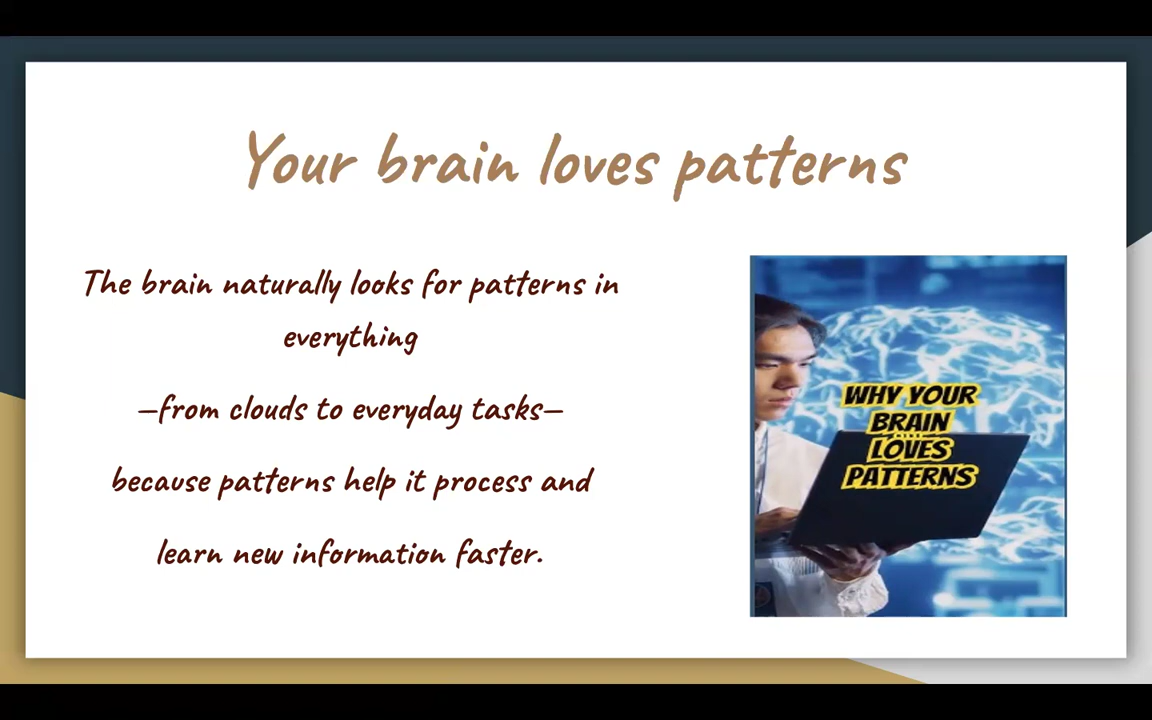 Your brain loves patterns
The brain naturally looks for patterns in
everything
—from clouds to everyday tasks—
because patterns help it process and
learn new information faster.
WHY YOUR
BRAIN
LOVES
PATTERNS